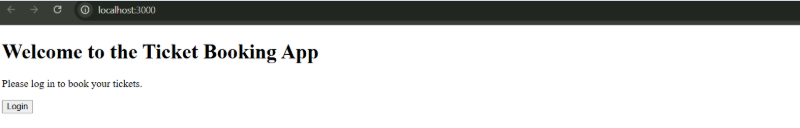 localhost:3000
Welcome to the Ticket Booking App
Please log in to book your tickets.
Login